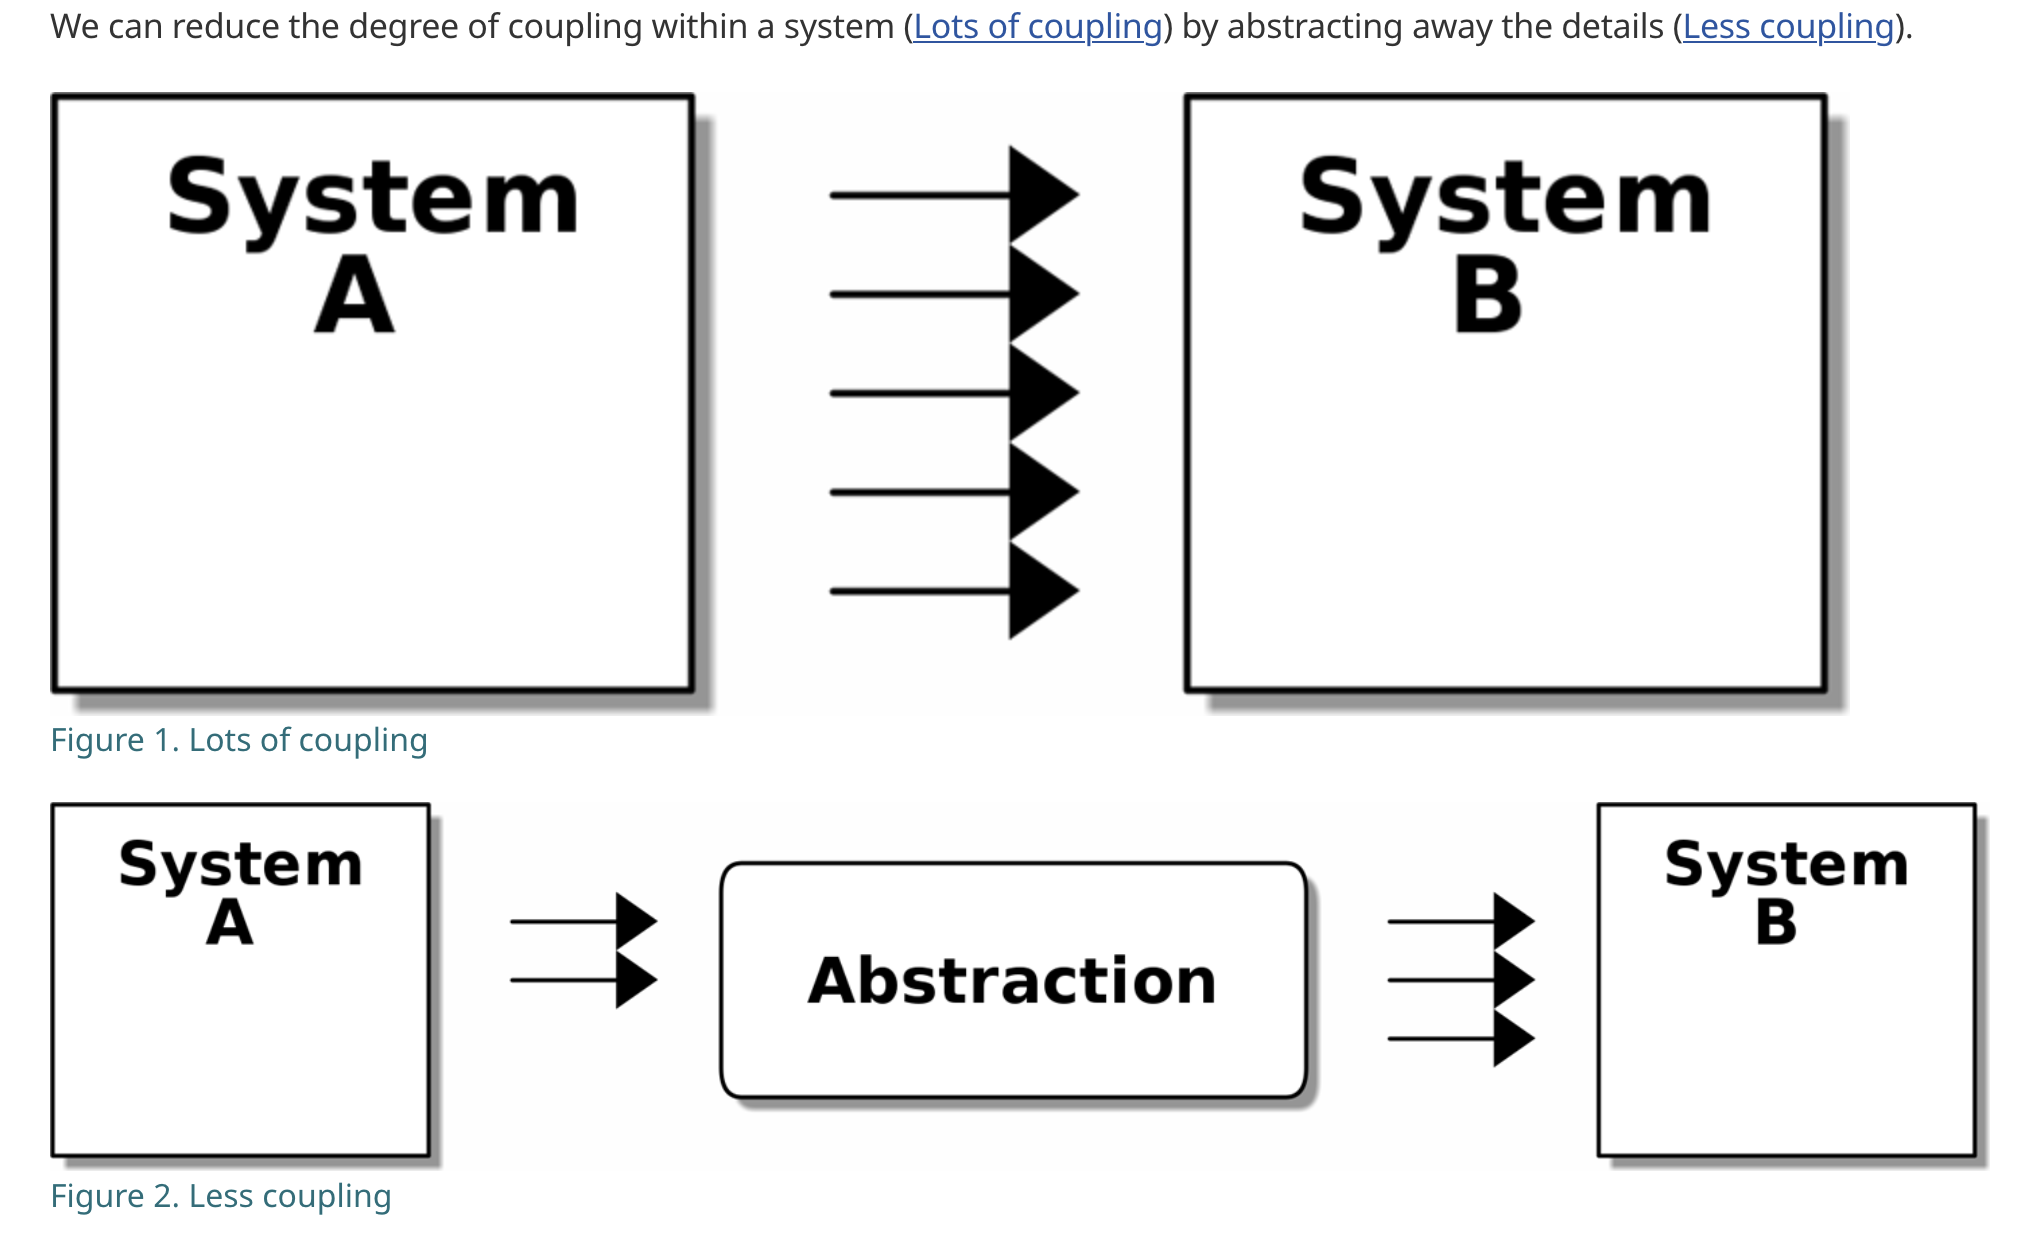 We can reduce the degree of coupling within a system (Lots of coupling) by abstracting away the details (Less coupling).
System
A
System
B
Figure 1. Lots of coupling
System
A
Abstraction
System
B
Figure 2. Less coupling